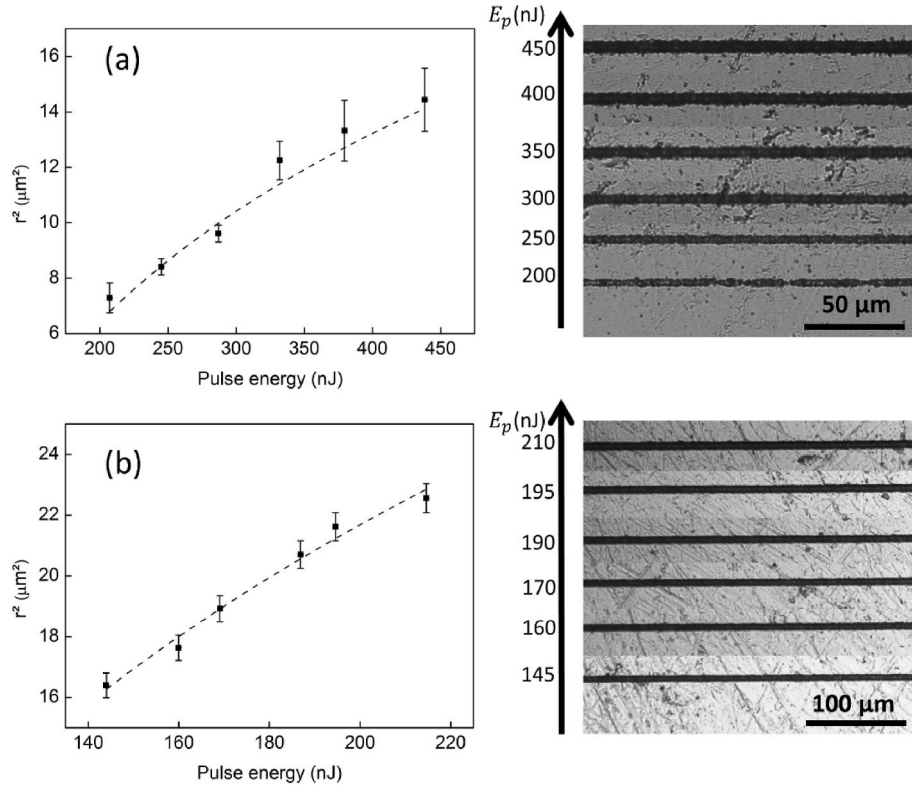 (a)
r² (μm²)
16
14
12
10
8
6
200 250 300 350 400 450
Pulse energy (nJ)
E_p (nJ)
450
400
350
300
250
200
50 μm
(b)
r² (μm²)
24
22
20
18
16
140 160 180 200 220
Pulse energy (nJ)
E_p (nJ)
210
195
190
170
160
145
100 μm